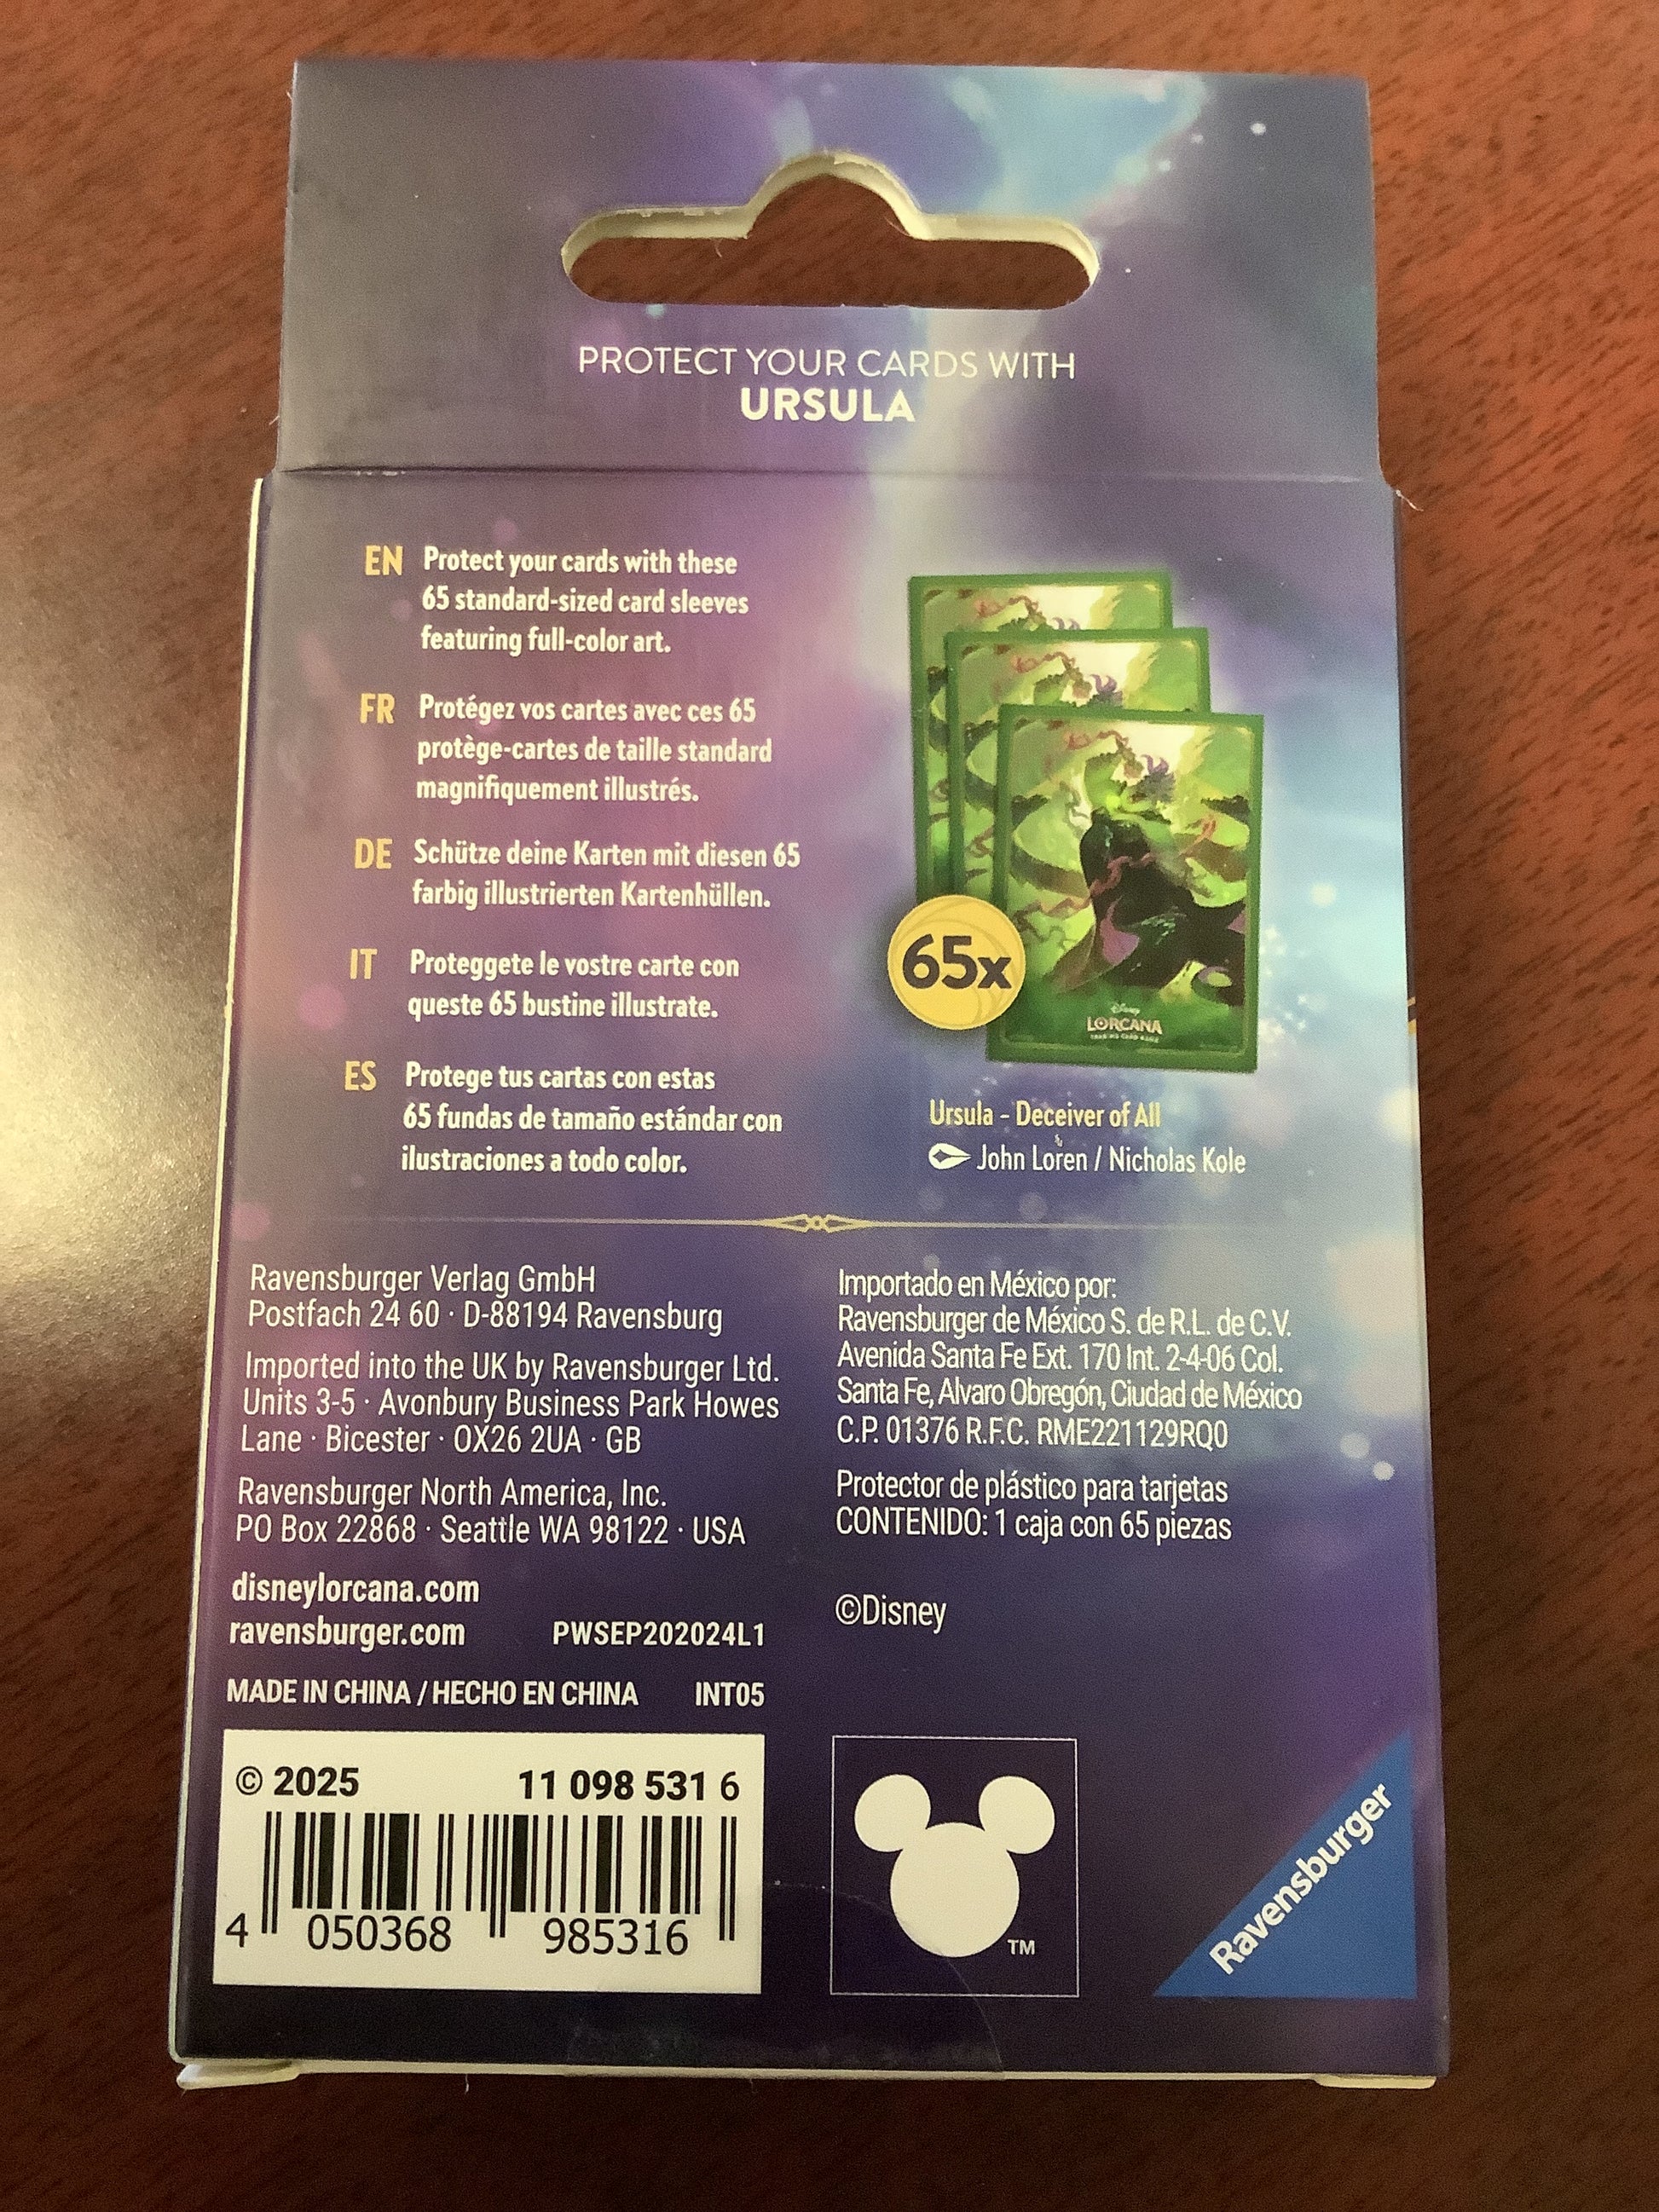 PROTECT YOUR CARDS WITH
URSULA
EN Protect your cards with these
65 standard-sized card sleeves
featuring full-color art.
FR Protégez vos cartes avec ces 65
protège-cartes de taille standard
magnifiquement illustrés.
DE Schütze deine Karten mit diesen 65
farbig illustrierten Kartenhüllen.
IT Proteggete le vostre carte con
queste 65 bustine illustrate.
ES Protege tus cartas con estas
65 fundas de tamaño estándar con
ilustraciones a todo color.
65x
Disney
LORCANA
TRADING CARD GAME
Ursula - Deceiver of All
John Loren / Nicholas Kole
Ravensburger Verlag GmbH
Postfach 24 60 · D-88194 Ravensburg
Imported into the UK by Ravensburger Ltd.
Units 3-5 · Avonbury Business Park Howes
Lane · Bicester · OX26 2UA · GB
Ravensburger North America, Inc.
PO Box 22868 · Seattle WA 98122 · USA
disneylorcana.com
ravensburger.com PWSEP202024L1
MADE IN CHINA / HECHO EN CHINA INT05
Importado en México por:
Ravensburger de México S. de R.L. de C.V.
Avenida Santa Fe Ext. 170 Int. 2-4-06 Col.
Santa Fe, Alvaro Obregón, Ciudad de México
C.P. 01376 R.F.C. RME221129RQ0
Protector de plástico para tarjetas
CONTENIDO: 1 caja con 65 piezas
©Disney
© 2025 11 098 531 6
4 050368 985316
TM
Ravensburger